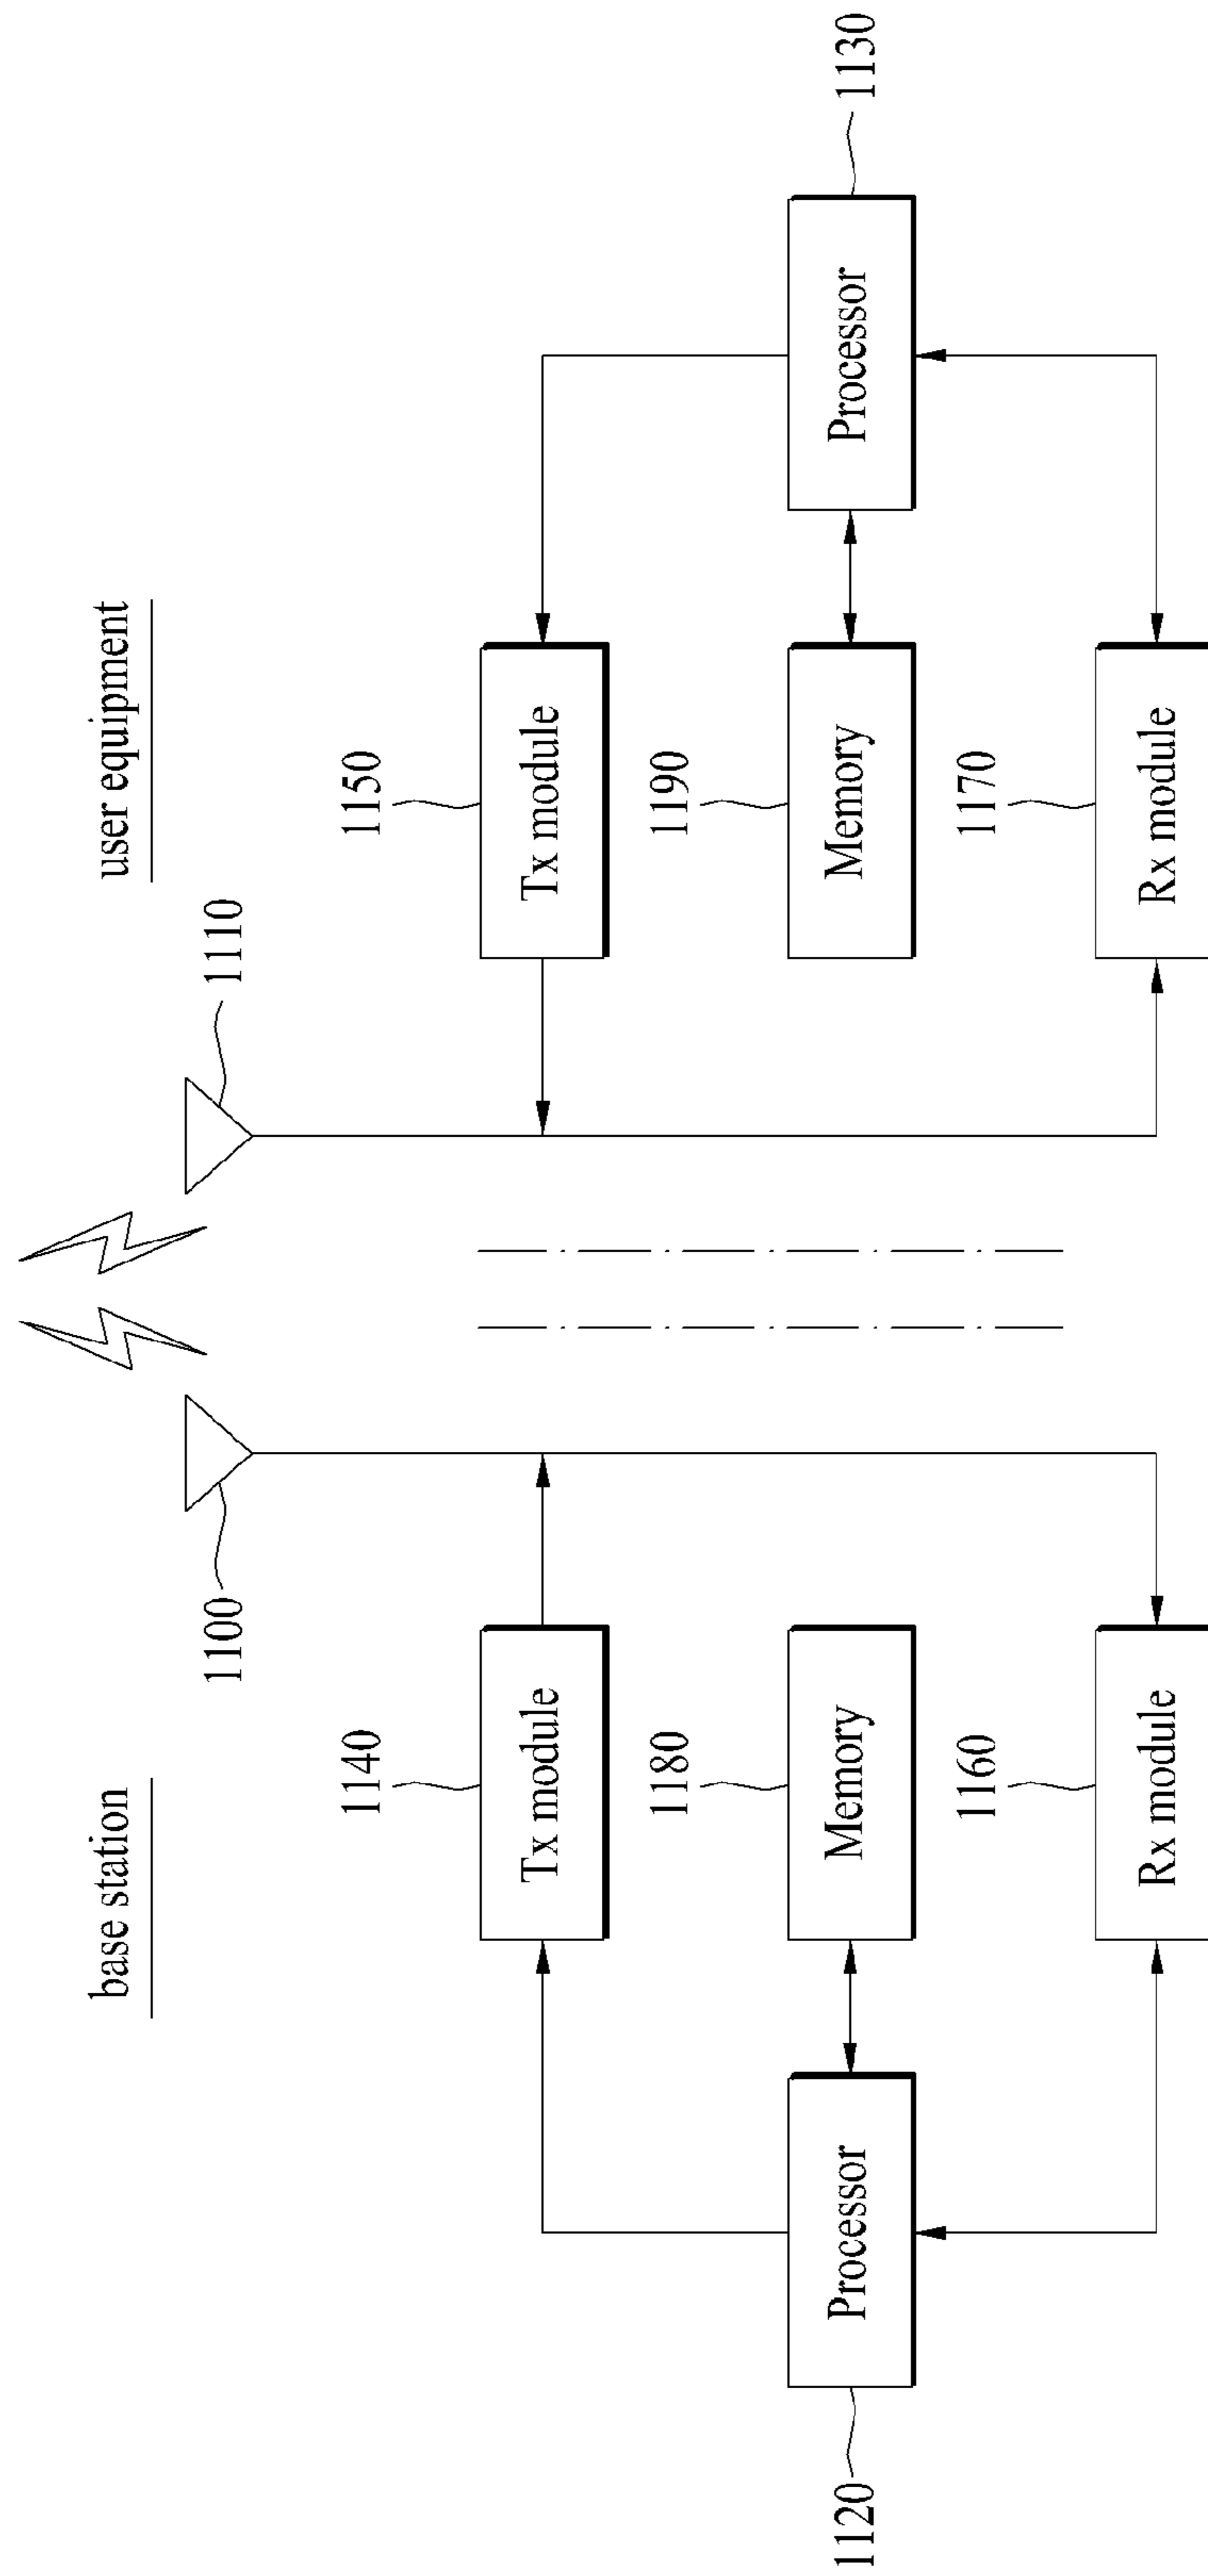 base station
user equipment
1100
1110
1140
Tx module
1150
Tx module
1120
Processor
1180
Memory
1190
Memory
Processor
1130
1160
Rx module
1170
Rx module